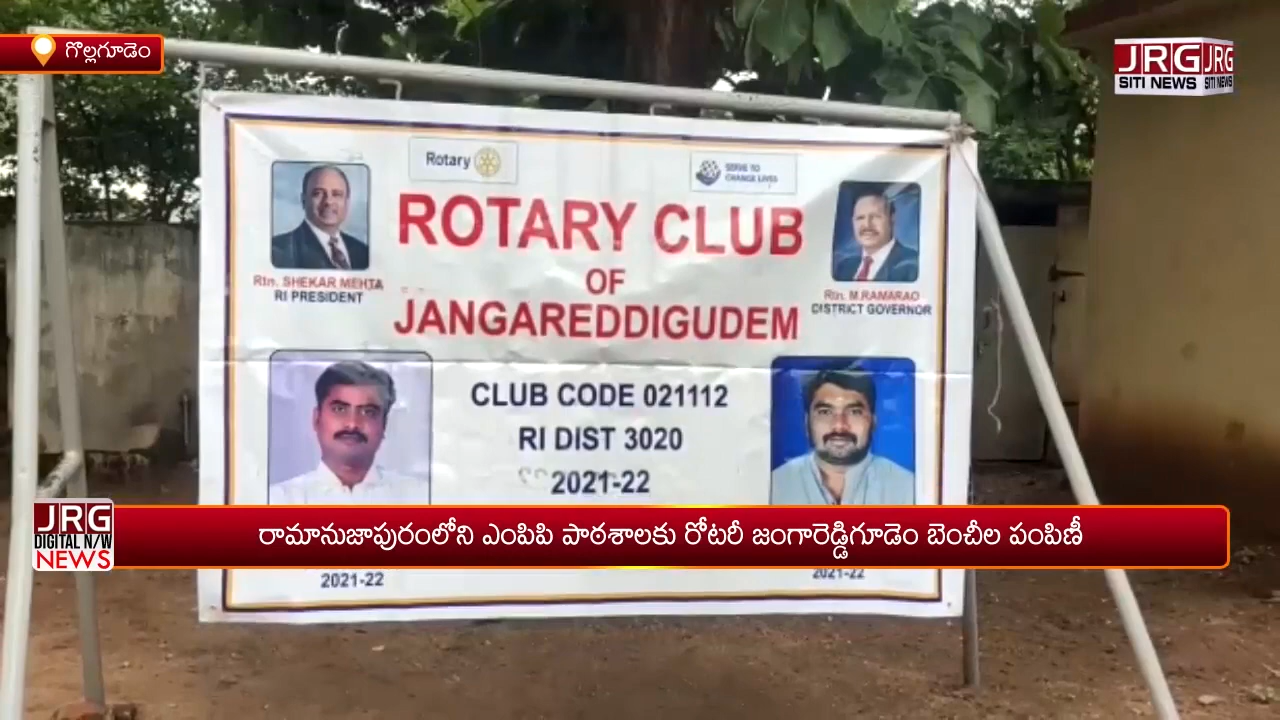 గొల్లగూడెం
JRG JRG
SITI NEWS SITI NEWS
Rotary
SERVE TO
CHANGE LIVES
ROTARY CLUB
OF
JANGAREDDIGUDEM
Rtn. SHEKAR MEHTA
RI PRESIDENT
Rtn. M.RAMARAO
DISTRICT GOVERNOR
CLUB CODE 021112
RI DIST 3020
2021-22
JRG
DIGITAL N/W
NEWS
రామానుజాపురంలోని ఎంపిపి పాఠశాలకు రోటరీ జంగారెడ్డిగూడెం బెంచీల పంపిణీ
2021-22
2021-22